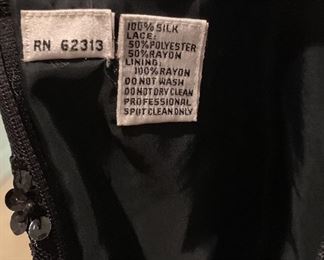 RN 62313
100% SILK
LACE:
50% POLYESTER
50% RAYON
LINING:
100% RAYON
DO NOT WASH
DO NOT DRY CLEAN
PROFESSIONAL
SPOT CLEAN ONLY